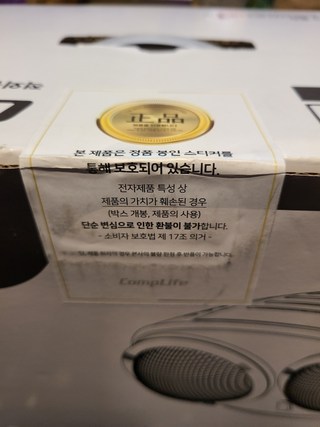 正品
본 제품은 정품 봉인 스티커를
통해 보호되어 있습니다.
전자제품 특성 상
제품의 가치가 훼손된 경우
(박스 개봉, 제품의 사용)
단순 변심으로 인한 환불이 불가합니다.
- 소비자 보호법 제 17조 의거 -
CampLife